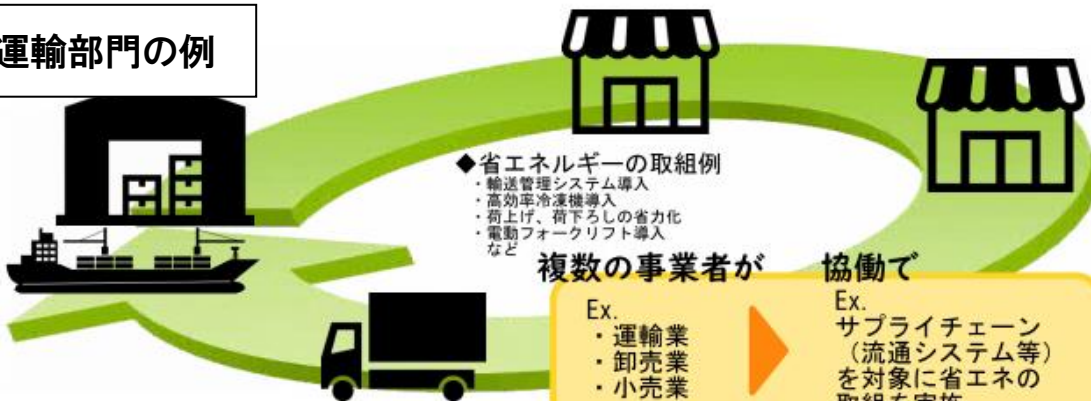 運輸部門の例
◆省エネルギーの取組例
・輸送管理システム導入
・高効率冷凍機導入
・荷上げ、荷下ろしの省力化
・電動フォークリフト導入
など
複数の事業者が
Ex.
・運輸業
・卸売業
・小売業
協働で
Ex.
サプライチェーン
（流通システム等）
を対象に省エネの
取組を実施